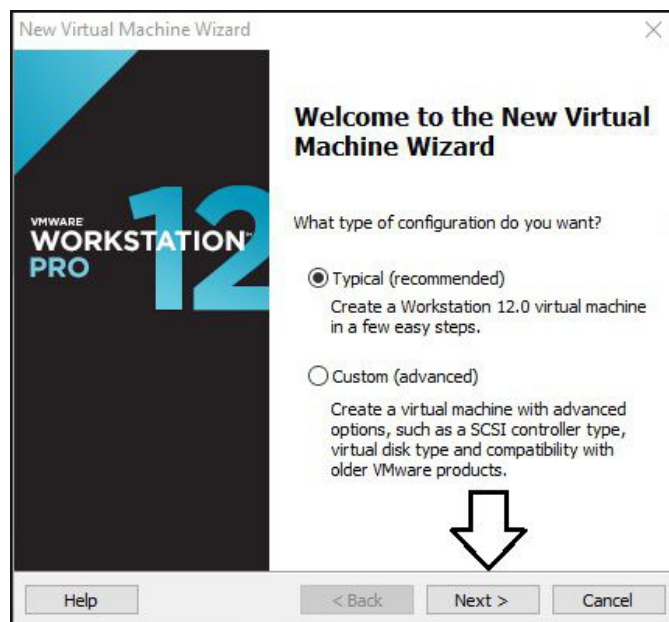 New Virtual Machine Wizard
VMWARE
WORKSTATION™
PRO
12
Welcome to the New Virtual
Machine Wizard
What type of configuration do you want?
Typical (recommended)
Create a Workstation 12.0 virtual machine
in a few easy steps.
Custom (advanced)
Create a virtual machine with advanced
options, such as a SCSI controller type,
virtual disk type and compatibility with
older VMware products.
Help
< Back
Next >
Cancel